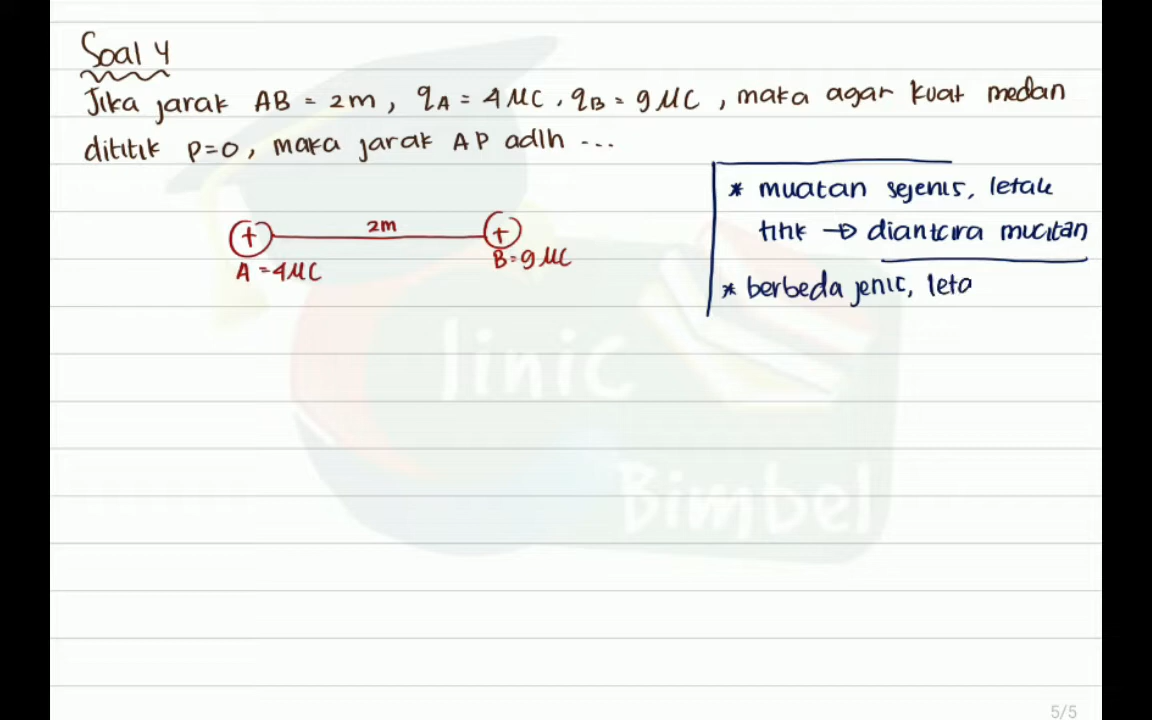 Soal 4
Jika jarak AB = 2m, qA = 4 μC, qB = 9 μC, maka agar kuat medan
dititik P=0, maka jarak AP adlh ...
* muatan sejenis, letak
titik → diantara muatan
* berbeda jenis, leta
+ 2m +
A = 4 μC
B = 9 μC
linic
Bimbel
5/5